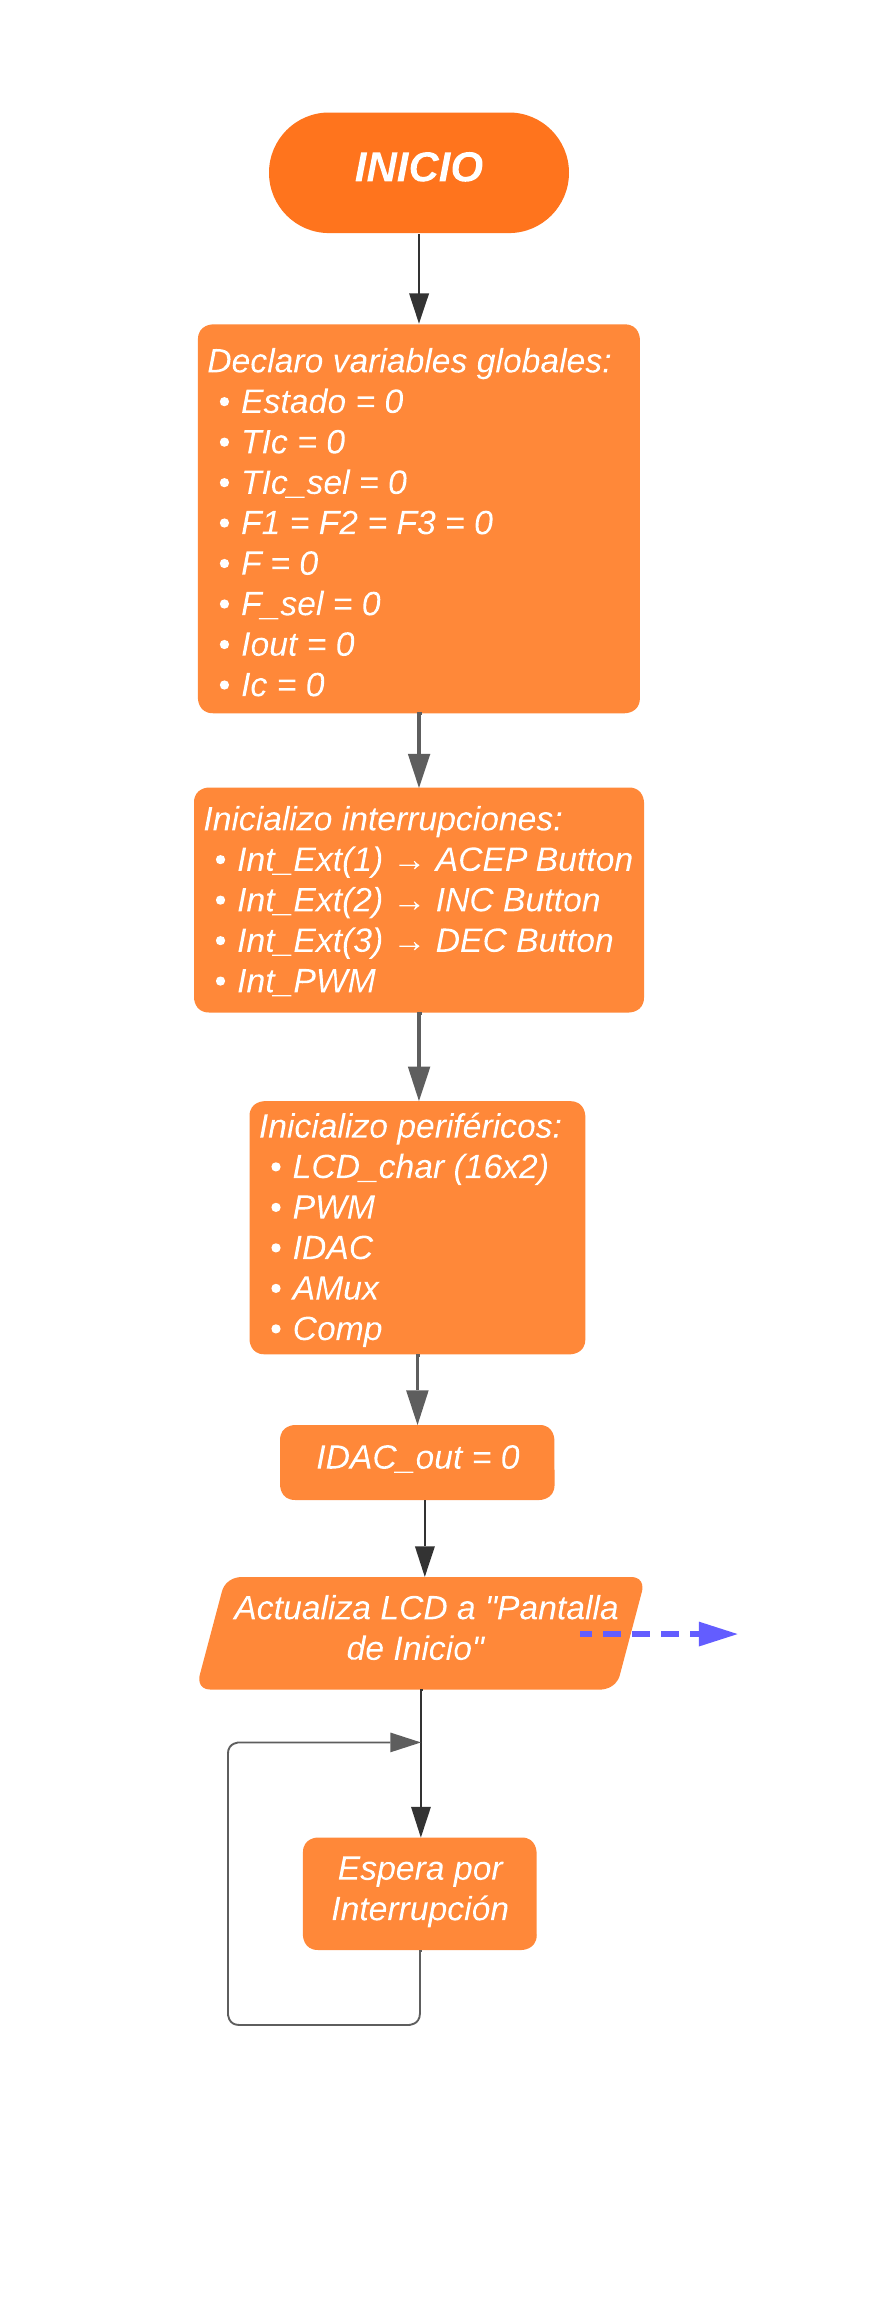 INICIO
Declaro variables globales:
• Estado = 0
• TIc = 0
• TIc_sel = 0
• F1 = F2 = F3 = 0
• F = 0
• F_sel = 0
• Iout = 0
• Ic = 0
Inicializo interrupciones:
• Int_Ext(1) → ACEP Button
• Int_Ext(2) → INC Button
• Int_Ext(3) → DEC Button
• Int_PWM
Inicializo periféricos:
• LCD_char (16x2)
• PWM
• IDAC
• AMux
• Comp
IDAC_out = 0
Actualiza LCD a "Pantalla
de Inicio"
Espera por
Interrupción